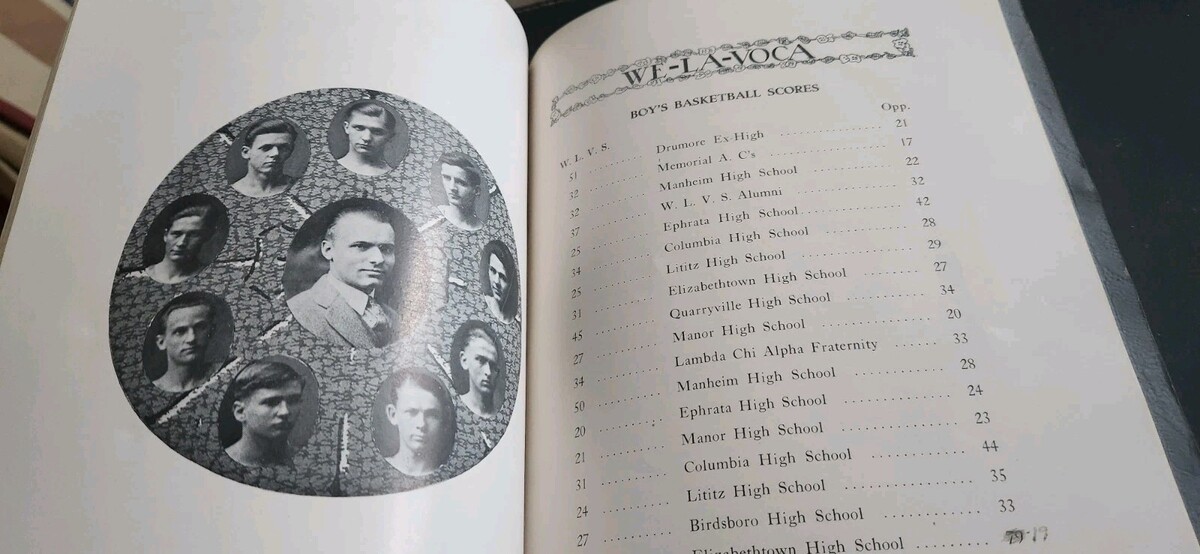 WE-LA-VOCA
BOY'S BASKETBALL SCORES
W. L. V. S. Opp.
51 .......... Drumore Ex-High .......... 21
32 .......... Memorial A. C's .......... 17
32 .......... Manheim High School .......... 22
37 .......... W. L. V. S. Alumni .......... 32
25 .......... Ephrata High School .......... 42
34 .......... Columbia High School .......... 28
25 .......... Lititz High School .......... 29
31 .......... Elizabethtown High School .......... 27
45 .......... Quarryville High School .......... 34
27 .......... Manor High School .......... 20
34 .......... Lambda Chi Alpha Fraternity ...... 33
50 .......... Manheim High School .......... 28
20 .......... Ephrata High School .......... 24
21 .......... Manor High School .......... 23
31 .......... Columbia High School .......... 44
24 .......... Lititz High School .......... 35
27 .......... Birdsboro High School .......... 33
Elizabethtown High School .......... 19